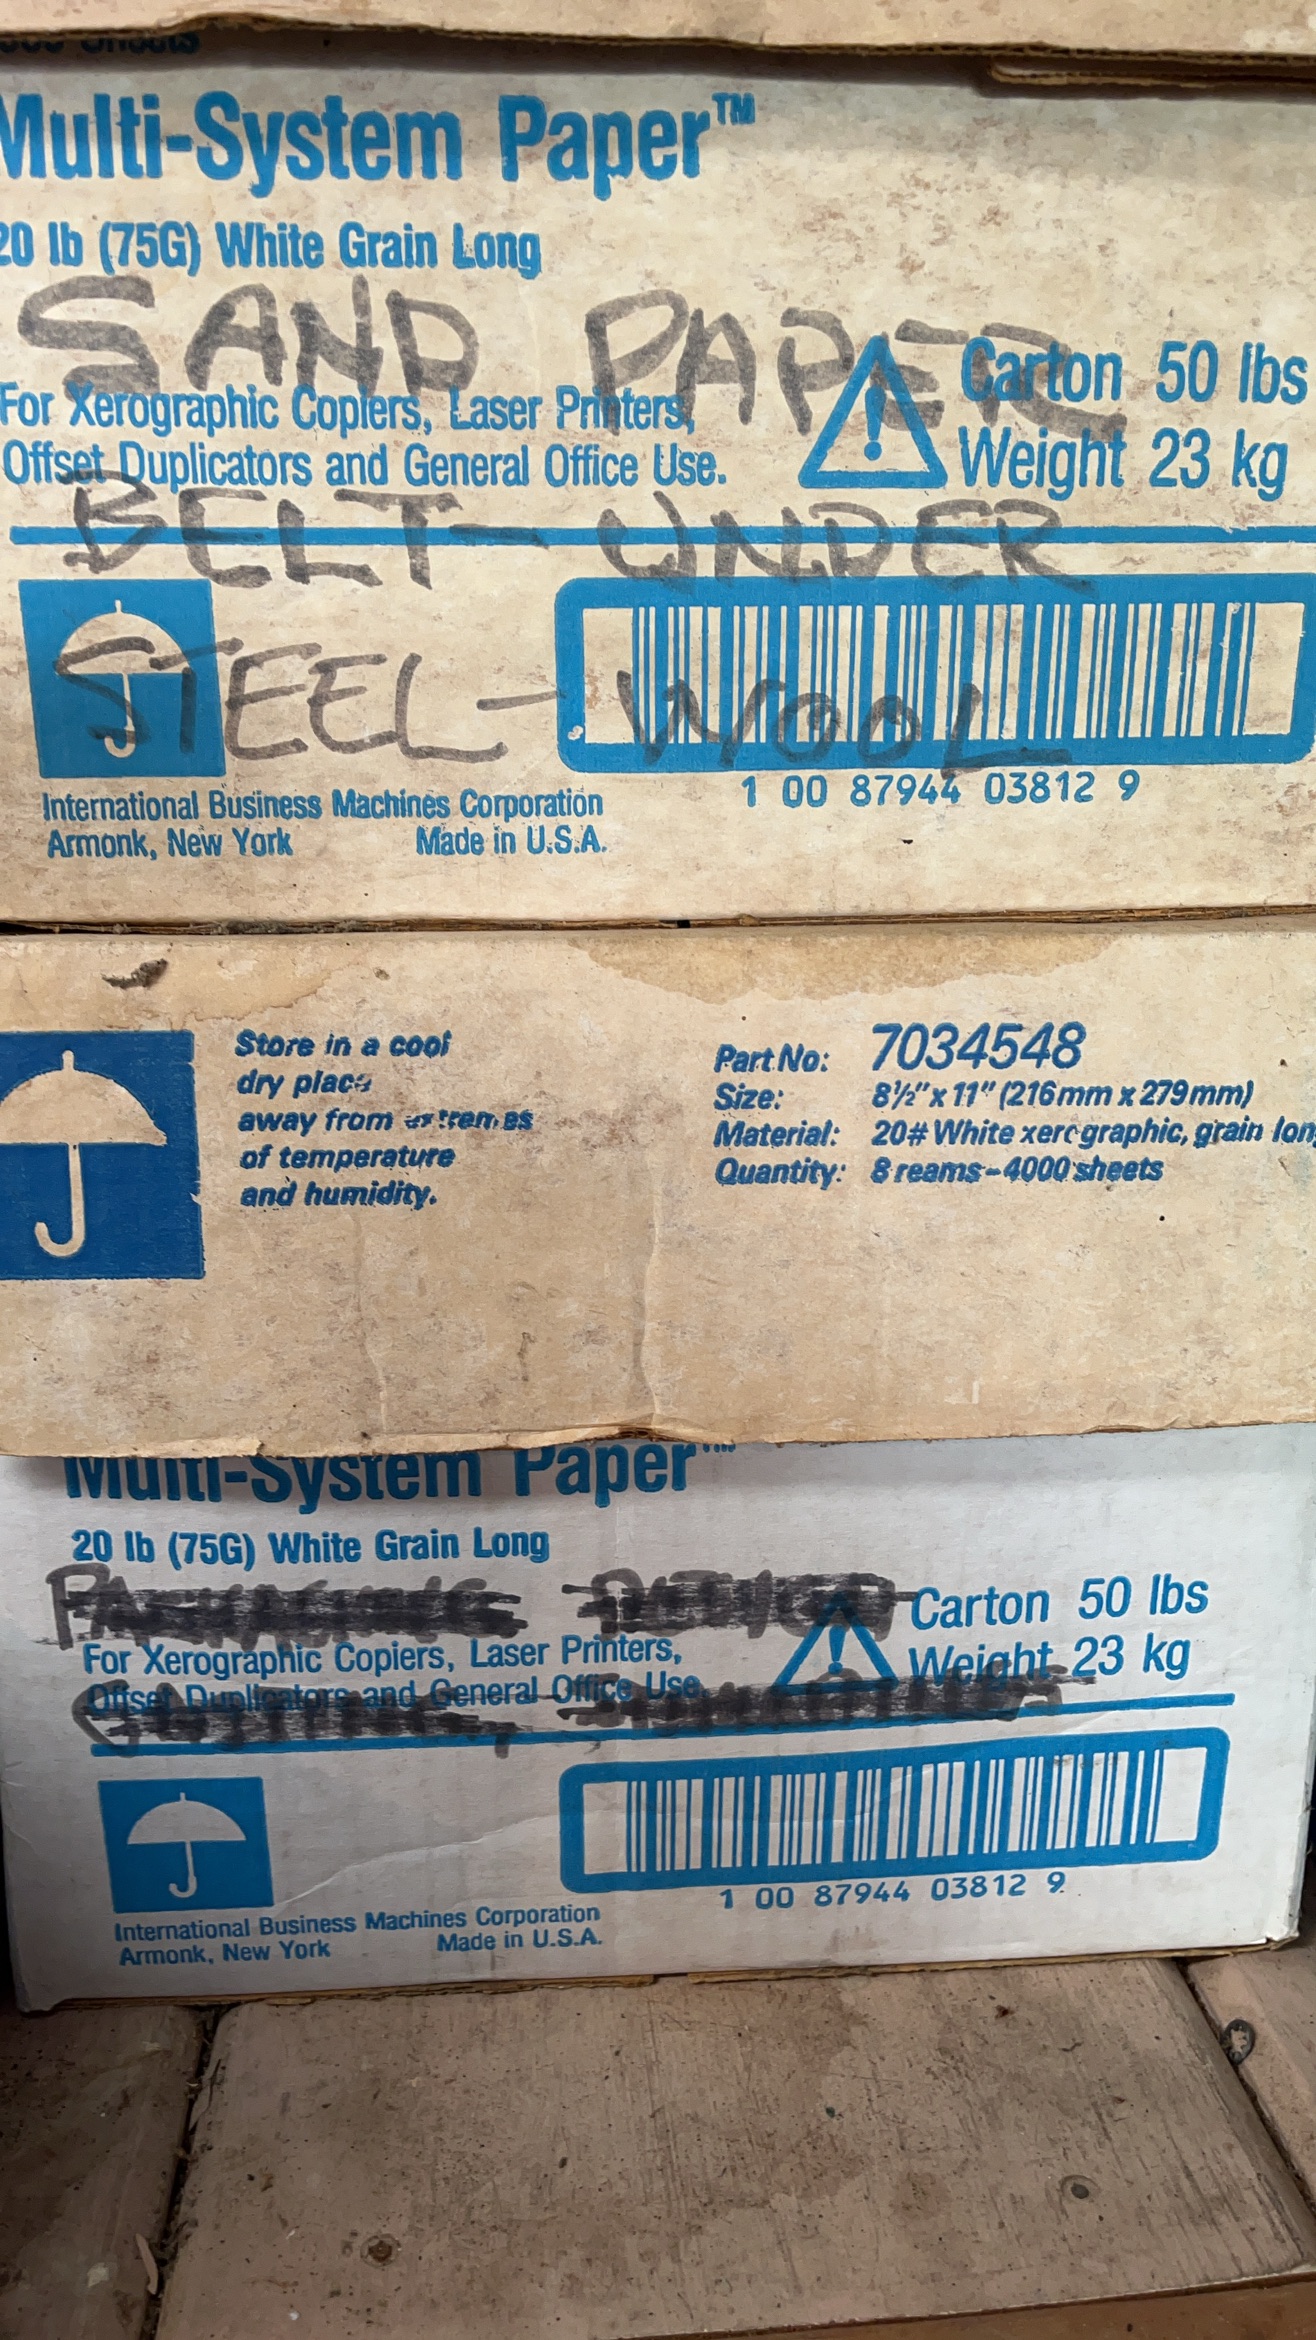 Multi-System Paper™
20 lb (75G) White Grain Long
SAND PAPER
For Xerographic Copiers, Laser Printers,
Offset Duplicators and General Office Use.
Carton 50 lbs
Weight 23 kg
BELT- UNDER
STEEL- WOOL
1 00 87944 03812 9
International Business Machines Corporation
Armonk, New York Made in U.S.A.
Store in a cool
dry place
away from extremes
of temperature
and humidity.
Part No: 7034548
Size: 8½" x 11" (216mm x 279mm)
Material: 20# White xerographic, grain lon
Quantity: 8 reams-4000 sheets
Multi-System Paper™
20 lb (75G) White Grain Long
For Xerographic Copiers, Laser Printers,
Offset Duplicators and General Office Use.
Carton 50 lbs
Weight 23 kg
1 00 87944 03812 9
International Business Machines Corporation
Armonk, New York Made in U.S.A.